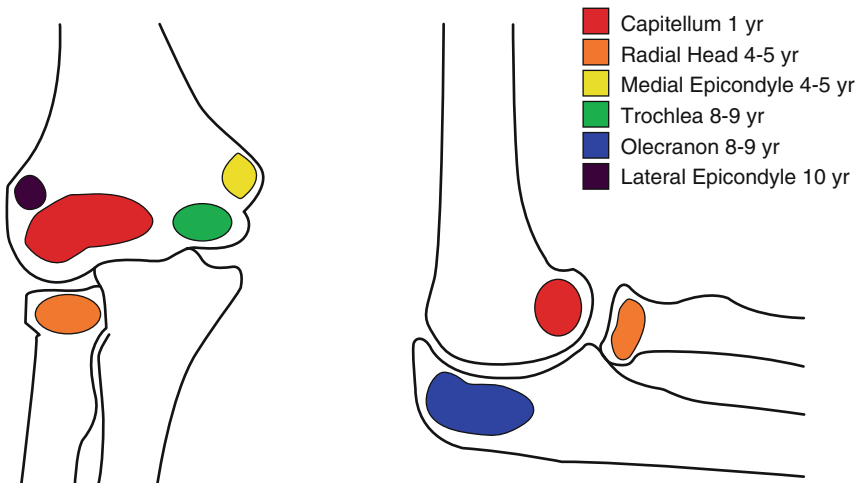 Capitellum 1 yr
Radial Head 4-5 yr
Medial Epicondyle 4-5 yr
Trochlea 8-9 yr
Olecranon 8-9 yr
Lateral Epicondyle 10 yr